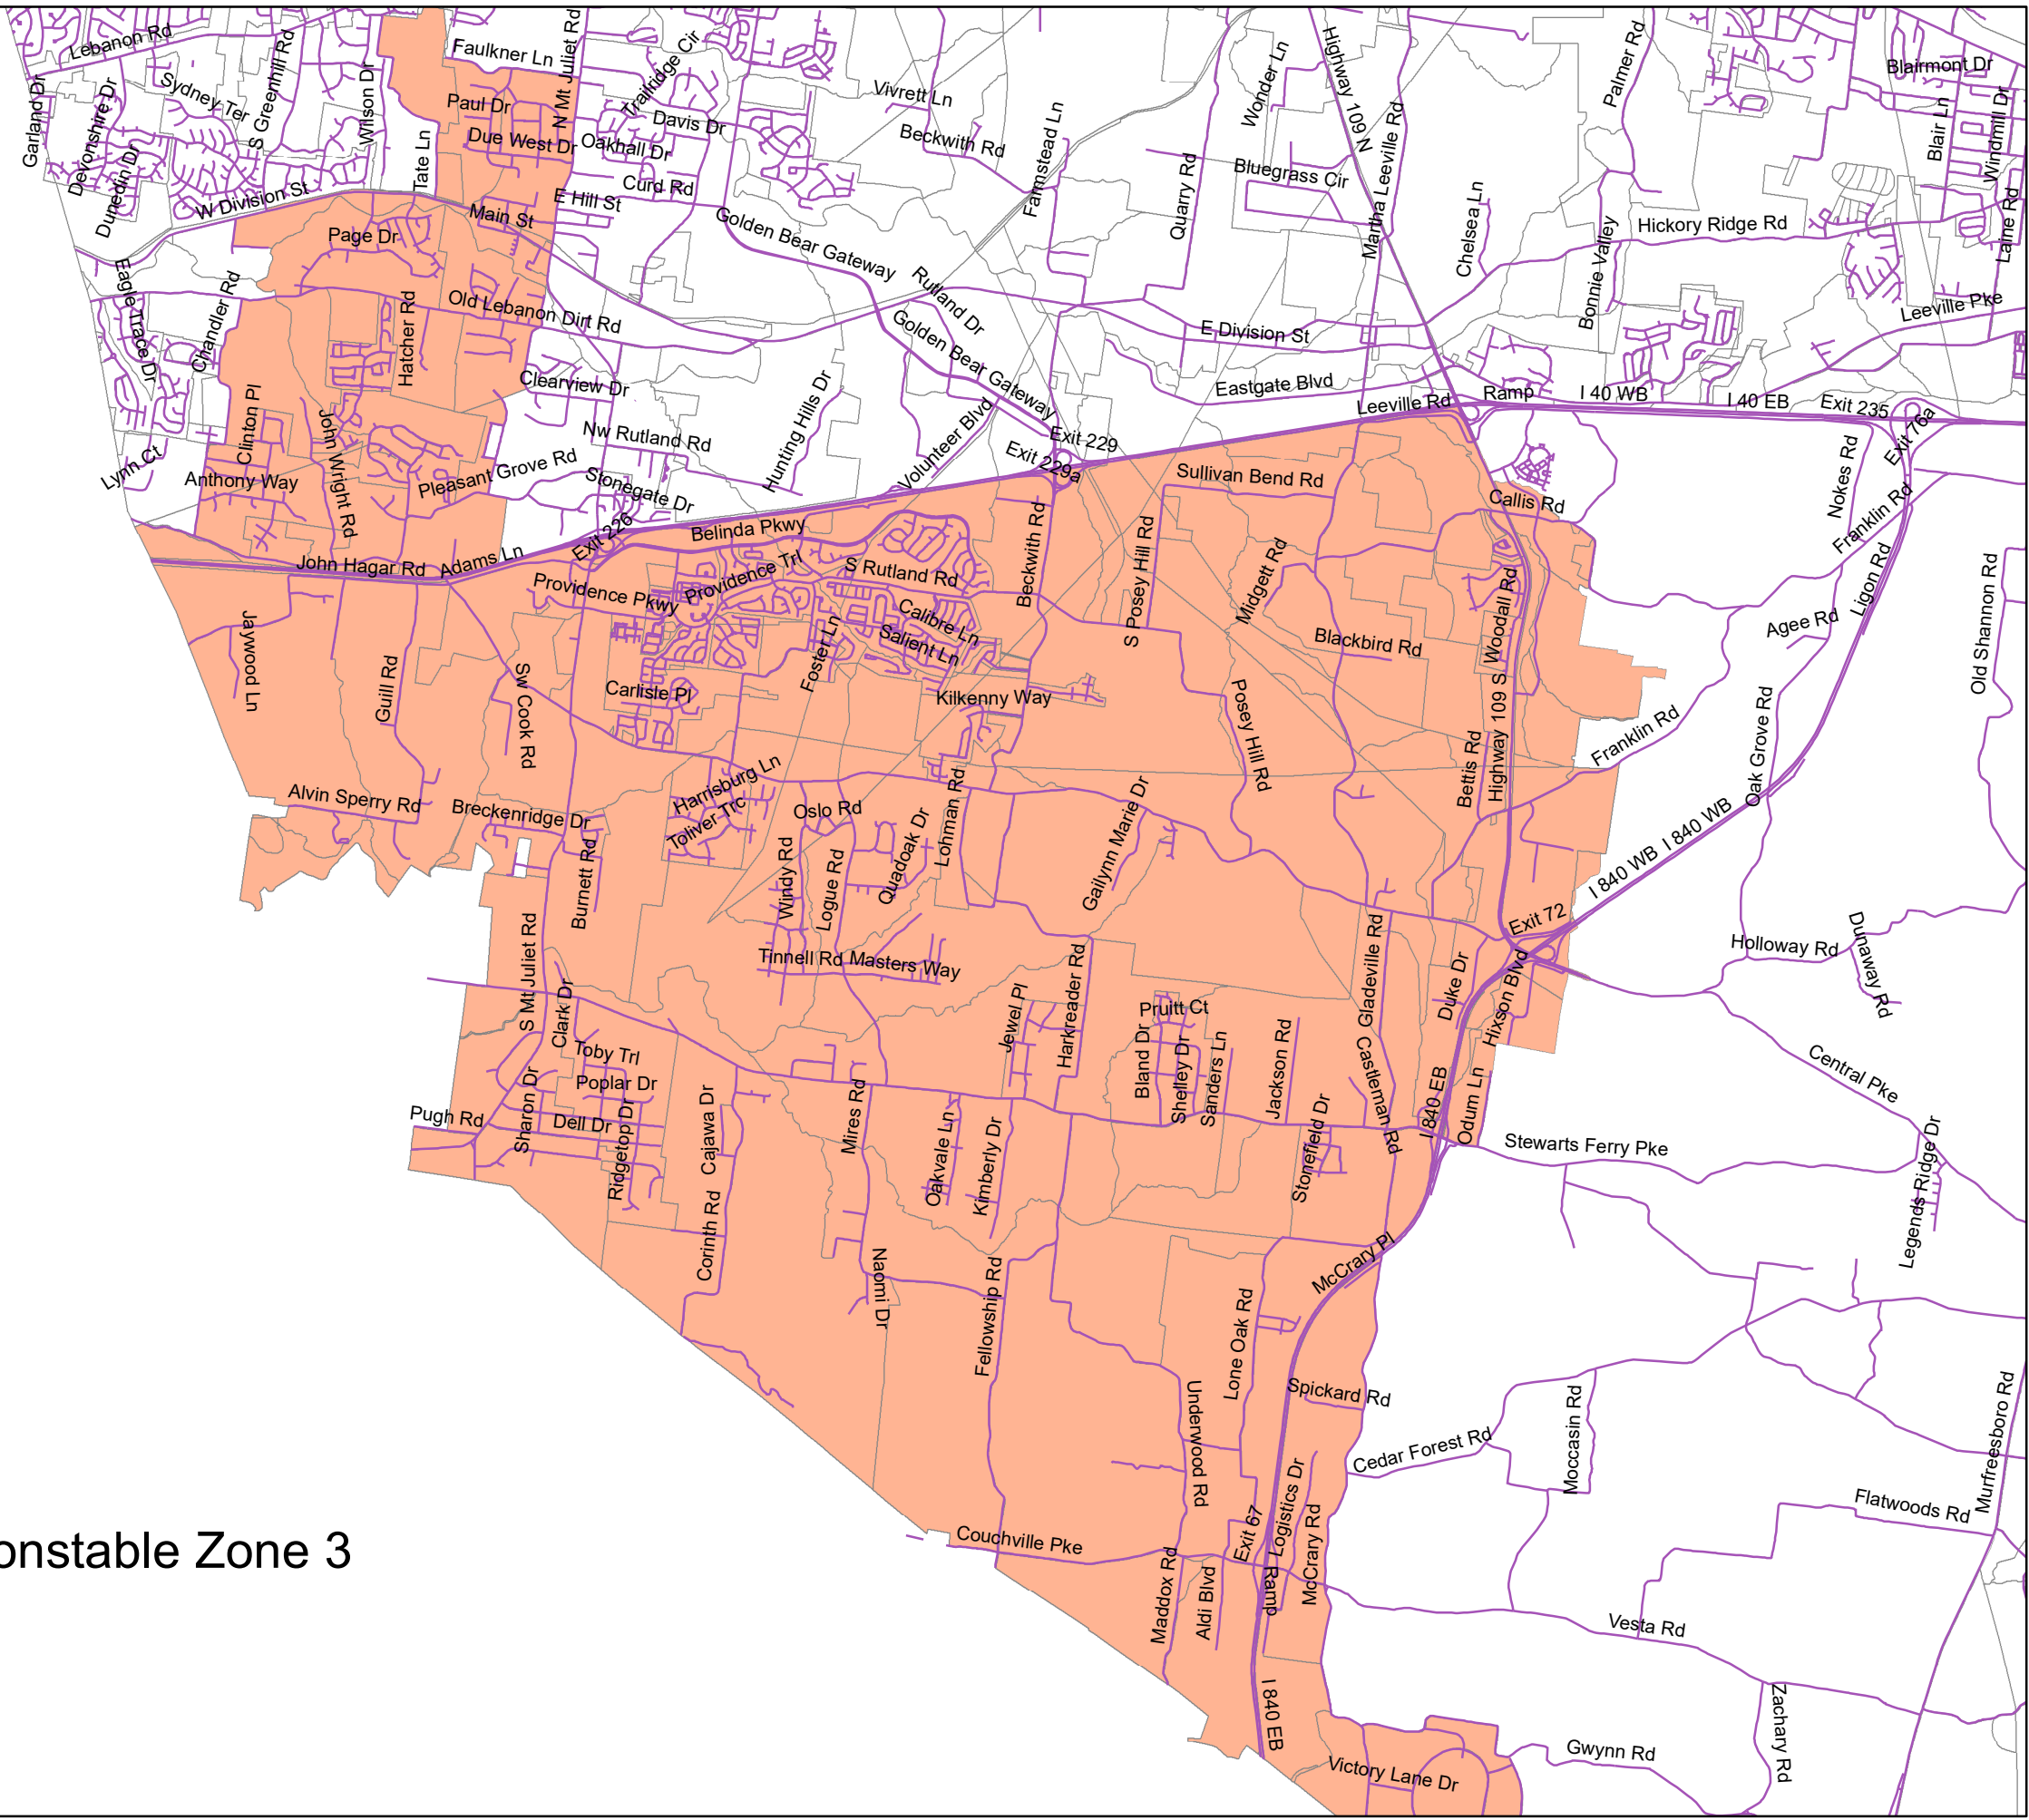 Lebanon Rd
Faulkner Ln
N Mt Juliet Rd
Trailridge Cir
Vivrett Ln
Wonder Ln
Highway 109 N
Palmer Rd
Blairmont Dr
Garland Dr
Devonshire Dr
Sydney Ter
S Greenhill Rd
Wilson Dr
Paul Dr
Davis Dr
Beckwith Rd
Farmstead Ln
Martha Leeville Rd
Blair Ln
Windmill Dr
Dunedin Dr
Tate Ln
Due West Dr
Oakhall Dr
Quarry Rd
Bluegrass Cir
W Division St
Curd Rd
E Hill St
Main St
Golden Bear Gateway
Chelsea Ln
Bonnie Valley
Hickory Ridge Rd
Laine Rd
Page Dr
Eagle Trace Dr
Chandler Rd
Hatcher Rd
Old Lebanon Dirt Rd
Rutland Dr
Golden Bear Gateway
E Division St
Leeville Pke
Clearview Dr
Hunting Hills Dr
Eastgate Blvd
Leeville Rd
Ramp
I 40 WB
I 40 EB
Exit 235
Exit 76a
Clinton Pl
John Wright Rd
Nw Rutland Rd
Volunteer Blvd
Exit 229
Exit 229a
Lynn Ct
Anthony Way
Pleasant Grove Rd
Stonegate Dr
Sullivan Bend Rd
Callis Rd
Nokes Rd
Franklin Rd
Exit 226
Belinda Pkwy
John Hagar Rd
Adams Ln
Providence Pkwy
Providence Trl
S Rutland Rd
Beckwith Rd
S Posey Hill Rd
Midgett Rd
S Woodall Rd
Ligon Rd
Old Shannon Rd
Jaywood Ln
Guill Rd
Sw Cook Rd
Carlisle Pl
Foster Ln
Calibre Ln
Salient Ln
Kilkenny Way
Blackbird Rd
Agee Rd
Posey Hill Rd
Bettis Rd
Highway 109 S
Franklin Rd
Oak Grove Rd
Alvin Sperry Rd
Breckenridge Dr
Harrisburg Ln
Toliver Trc
Oslo Rd
Quadoak Dr
Lohman Rd
Gailynn Marie Dr
I 840 WB
I 840 WB
Burnett Rd
Windy Rd
Logue Rd
Exit 72
S Mt Juliet Rd
Clark Dr
Tinnell Rd
Masters Way
Harkreader Rd
Gladeville Rd
Duke Dr
Hixson Blvd
Holloway Rd
Dunaway Rd
Jewel Pl
Pruitt Ct
Toby Trl
Poplar Dr
Bland Dr
Shelley Dr
Sanders Ln
Jackson Rd
Castleman Rd
Central Pke
Pugh Rd
Sharon Dr
Dell Dr
Ridgetop Dr
Cajawa Dr
Mires Rd
Oakvale Ln
Kimberly Dr
Stonefield Dr
I 840 EB
Odum Ln
Stewarts Ferry Pke
Legends Ridge Dr
Corinth Rd
Naomi Dr
Fellowship Rd
McCrary Pl
Lone Oak Rd
Underwood Rd
Spickard Rd
Cedar Forest Rd
Moccasin Rd
Murfreesboro Rd
Flatwoods Rd
onstable Zone 3
Couchville Pke
Exit 67
Logistics Dr
McCrary Rd
Maddox Rd
Aldi Blvd
Ramp
Vesta Rd
I 840 EB
Victory Lane Dr
Gwynn Rd
Zachary Rd